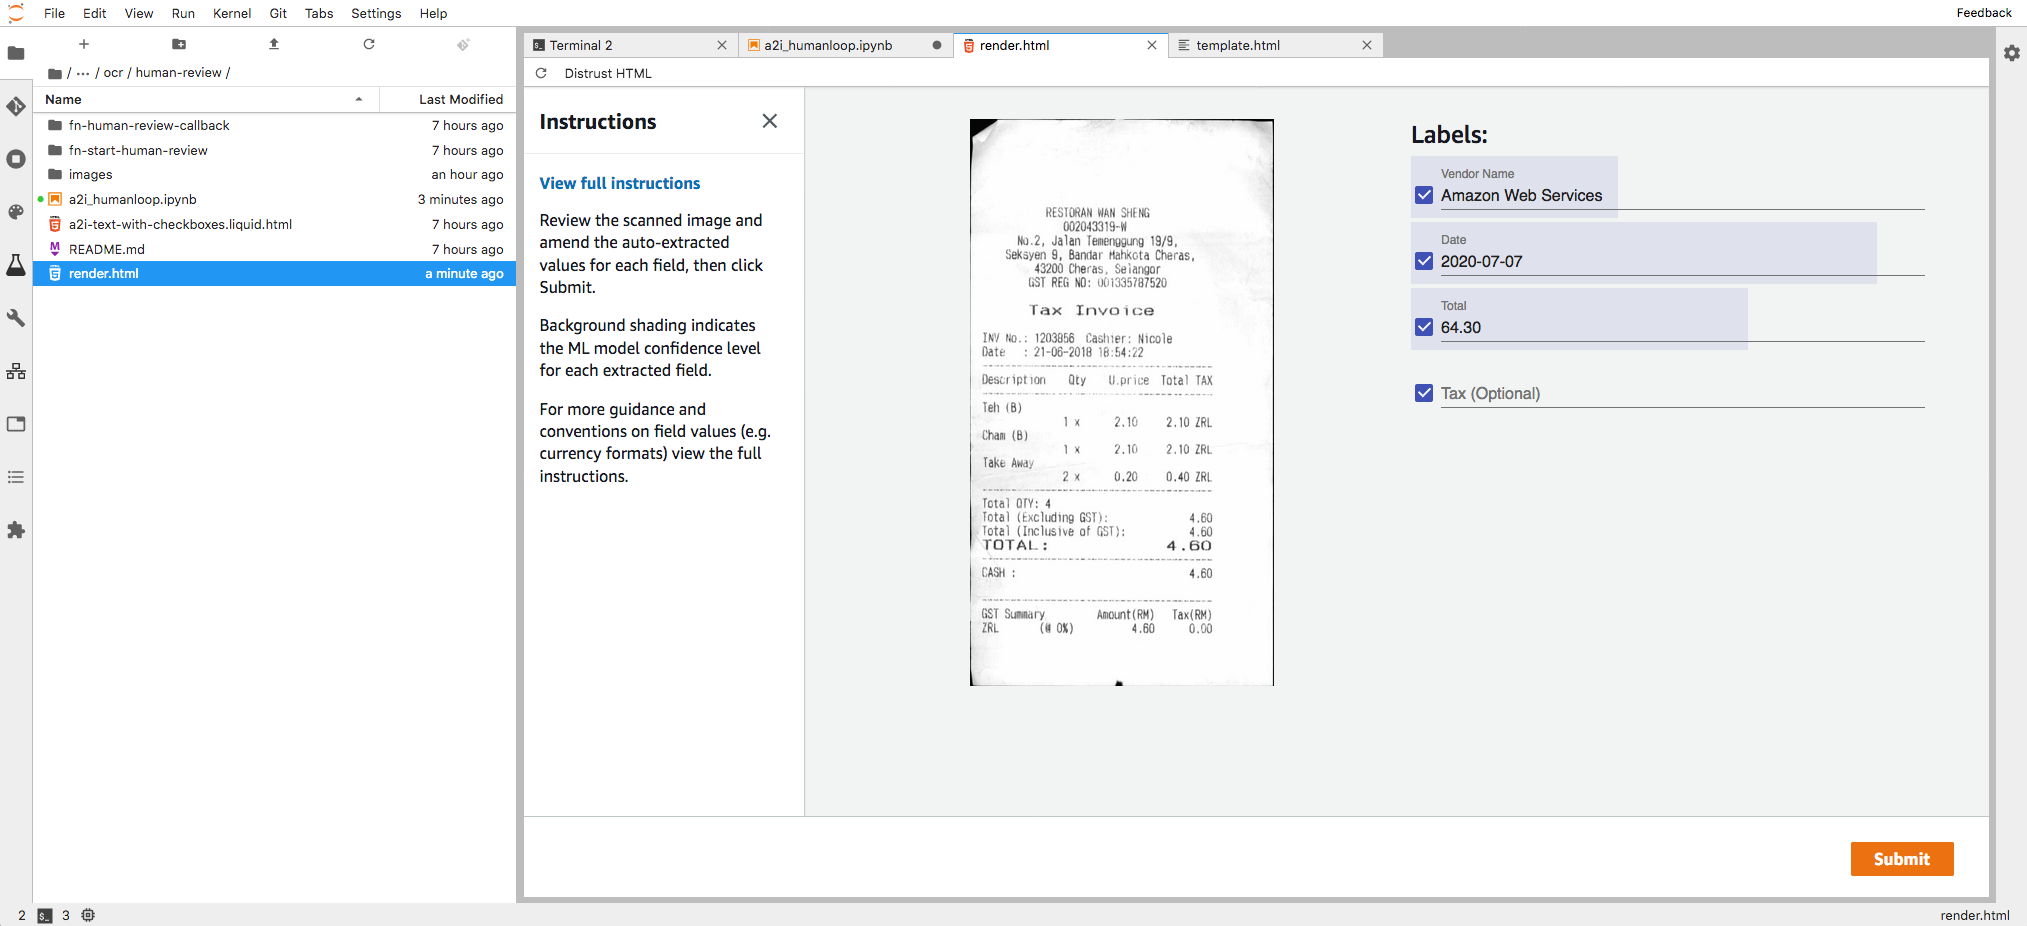 File Edit View Run Kernel Git Tabs Settings Help
Feedback
/ ··· / ocr / human-review /
Name Last Modified
fn-human-review-callback 7 hours ago
fn-start-human-review 7 hours ago
images an hour ago
a2i_humanloop.ipynb 3 minutes ago
a2i-text-with-checkboxes.liquid.html 7 hours ago
README.md 7 hours ago
render.html a minute ago
Terminal 2
a2i_humanloop.ipynb
render.html
template.html
Distrust HTML
Instructions
View full instructions
Review the scanned image and
amend the auto-extracted
values for each field, then click
Submit.
Background shading indicates
the ML model confidence level
for each extracted field.
For more guidance and
conventions on field values (e.g.
currency formats) view the full
instructions.
RESTORAN WAN SHENG
002043319-W
No.2, Jalan Temenggung 19/9,
Seksyen 9, Bandar Mahkota Cheras,
43200 Cheras, Selangor
GST REG NO: 001335787520
Tax Invoice
INV No.: 1203856 Cashier: Nicole
Date : 21-06-2018 18:54:22
Description Qty U.price Total TAX
Teh (B)
1 x 2.10 2.10 ZRL
Cham (B)
1 x 2.10 2.10 ZRL
Take Away
2 x 0.20 0.40 ZRL
Total QTY: 4
Total (Excluding GST): 4.60
Total (Inclusive of GST): 4.60
TOTAL: 4.60
CASH : 4.60
GST Summary Amount(RM) Tax(RM)
ZRL (@ 0%) 4.60 0.00
Labels:
Vendor Name
Amazon Web Services
Date
2020-07-07
Total
64.30
Tax (Optional)
Submit
2 $_ 3
render.html